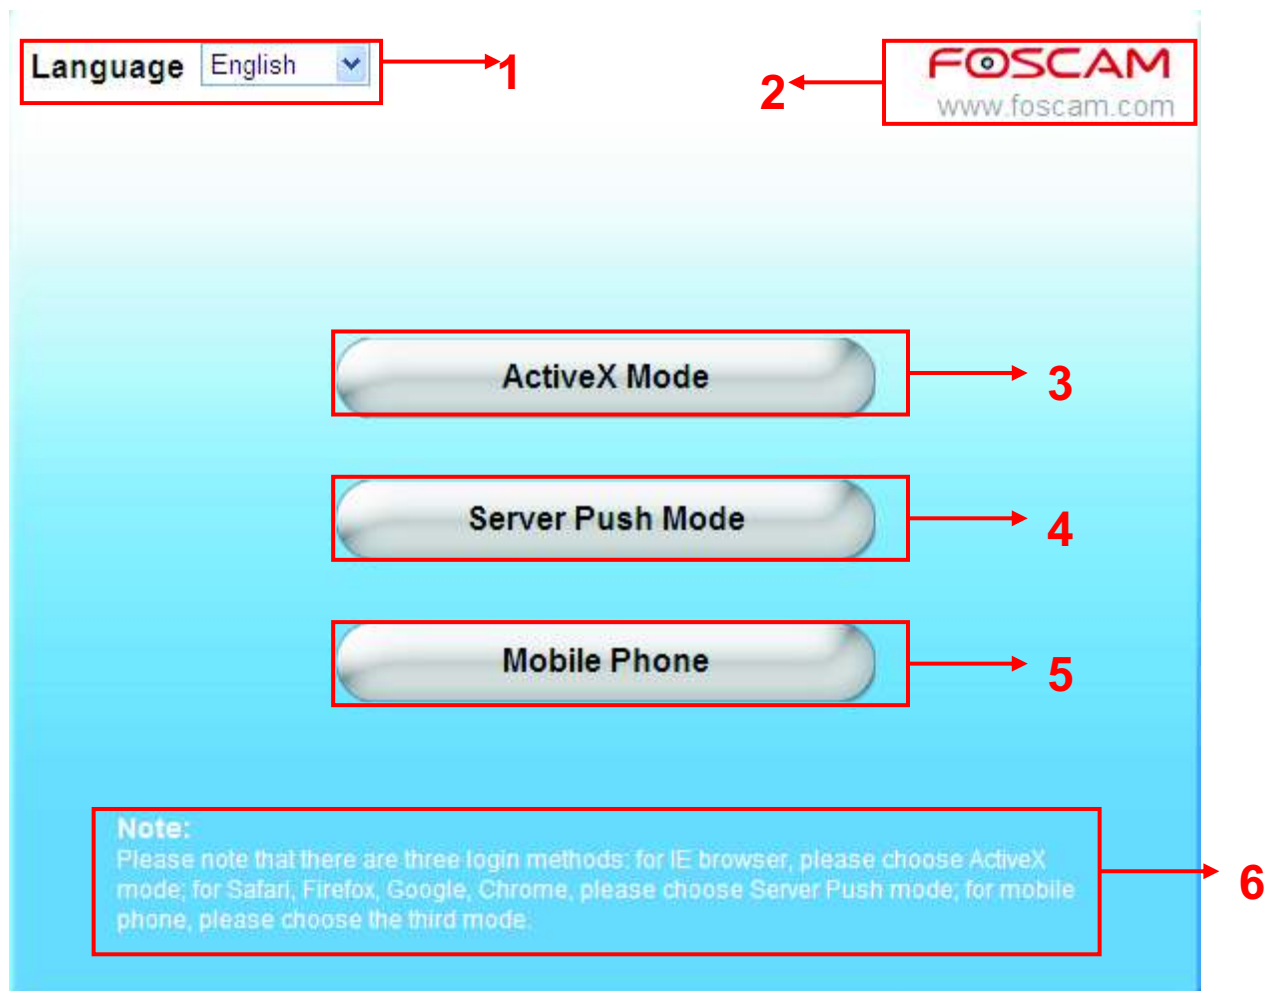 Language English 1
FOSCAM
2
www.foscam.com
ActiveX Mode 3
Server Push Mode 4
Mobile Phone 5
Note:
Please note that there are three login methods: for IE browser, please choose ActiveX
mode; for Safari, Firefox, Google, Chrome, please choose Server Push mode; for mobile
phone, please choose the third mode.
6